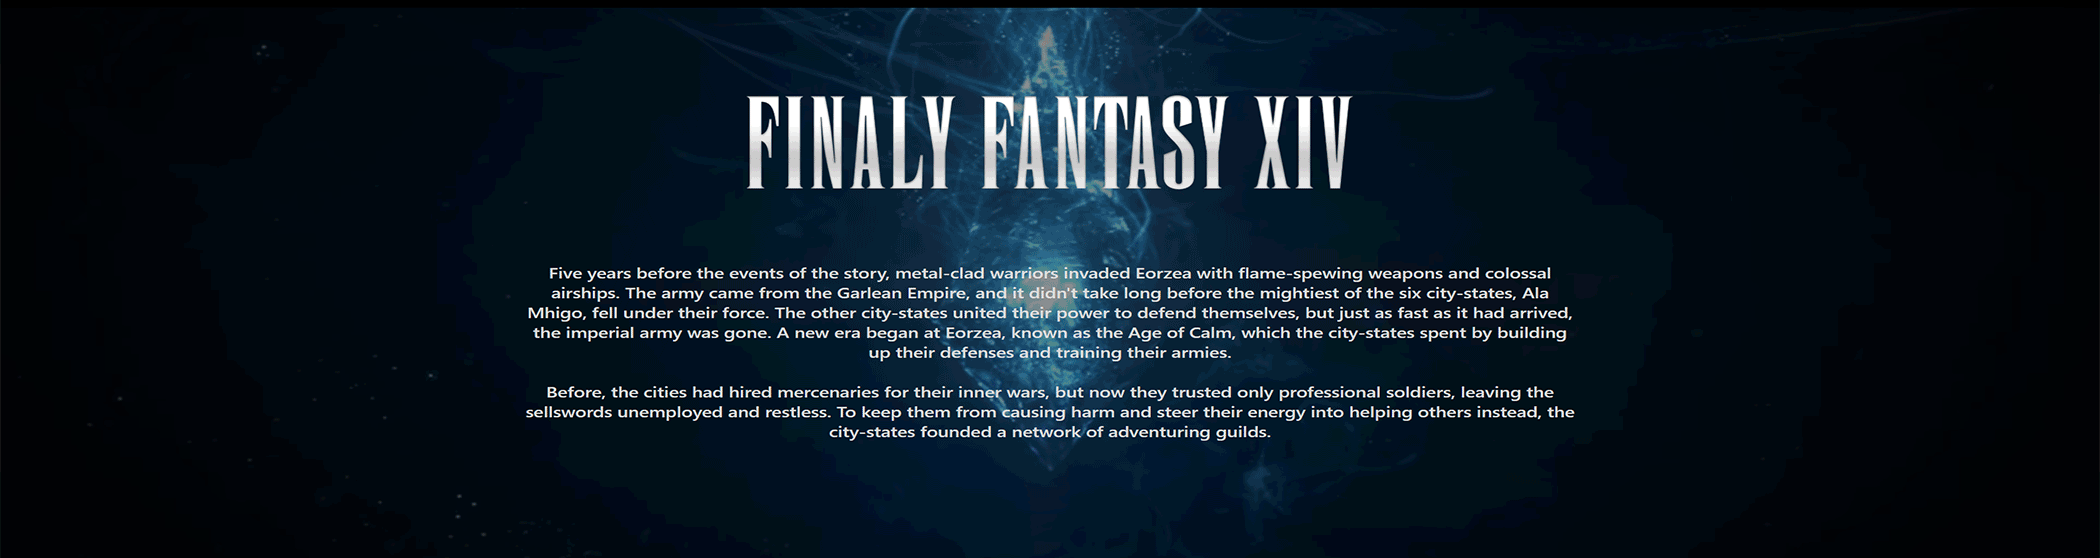 FINALY FANTASY XIV
Five years before the events of the story, metal-clad warriors invaded Eorzea with flame-spewing weapons and colossal
airships. The army came from the Garlean Empire, and it didn't take long before the mightiest of the six city-states, Ala
Mhigo, fell under their force. The other city-states united their power to defend themselves, but just as fast as it had arrived,
the imperial army was gone. A new era began at Eorzea, known as the Age of Calm, which the city-states spent by building
up their defenses and training their armies.
Before, the cities had hired mercenaries for their inner wars, but now they trusted only professional soldiers, leaving the
sellswords unemployed and restless. To keep them from causing harm and steer their energy into helping others instead, the
city-states founded a network of adventuring guilds.